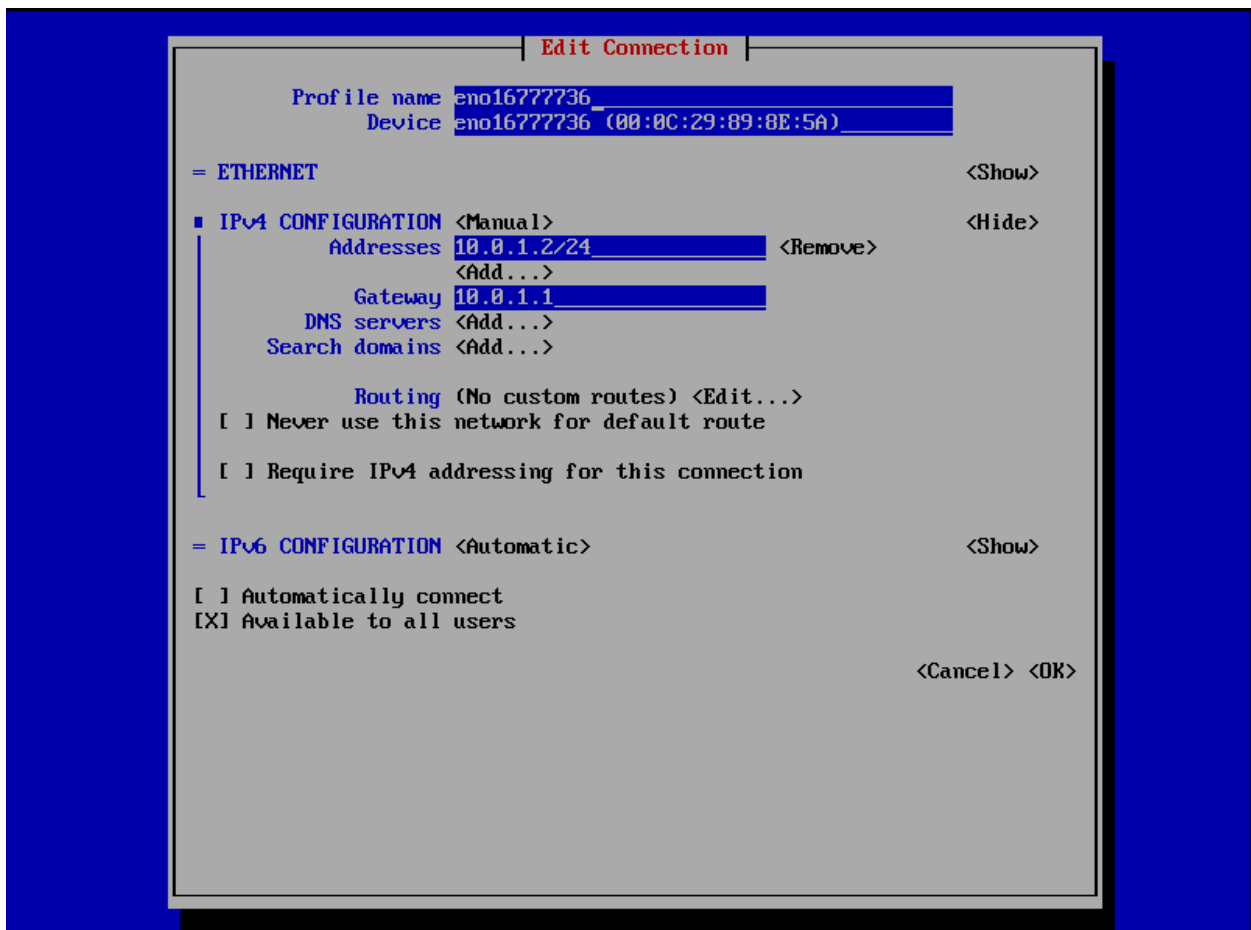 Edit Connection
Profile name eno16777736
Device eno16777736 (00:0C:29:89:8E:5A)
= ETHERNET <Show>
IPv4 CONFIGURATION <Manual> <Hide>
Addresses 10.0.1.2/24 <Remove>
<Add...>
Gateway 10.0.1.1
DNS servers <Add...>
Search domains <Add...>
Routing (No custom routes) <Edit...>
[ ] Never use this network for default route
[ ] Require IPv4 addressing for this connection
= IPv6 CONFIGURATION <Automatic> <Show>
[ ] Automatically connect
[X] Available to all users
<Cancel> <OK>